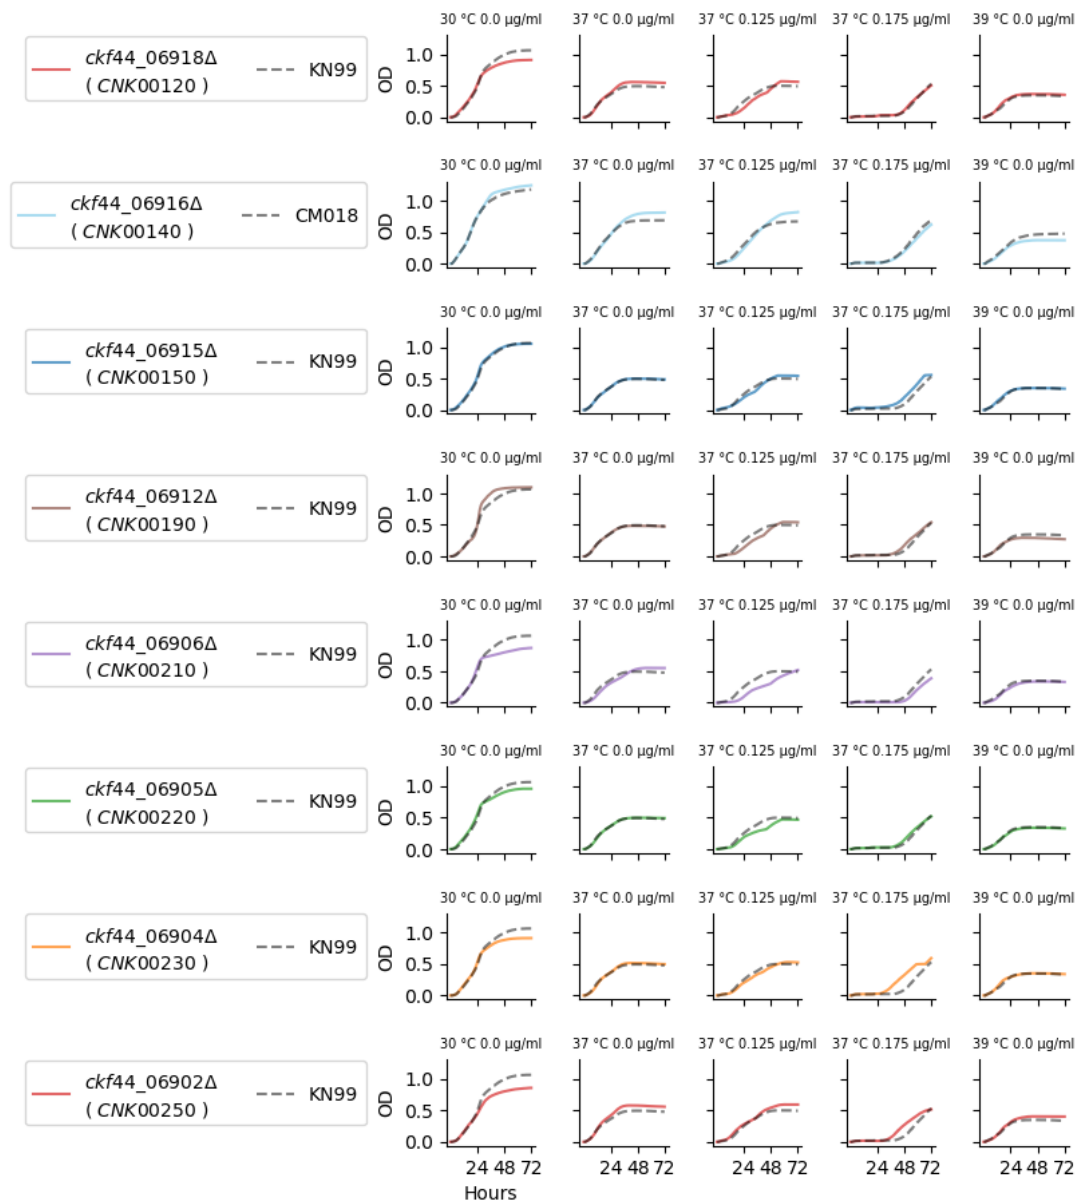 30 °C 0.0 µg/ml 37 °C 0.0 µg/ml 37 °C 0.125 µg/ml 37 °C 0.175 µg/ml 39 °C 0.0 µg/ml
ckf44_06918Δ
( CNK00120 )
KN99
OD
1.0
0.5
0.0
30 °C 0.0 µg/ml 37 °C 0.0 µg/ml 37 °C 0.125 µg/ml 37 °C 0.175 µg/ml 39 °C 0.0 µg/ml
ckf44_06916Δ
( CNK00140 )
CM018
OD
1.0
0.5
0.0
30 °C 0.0 µg/ml 37 °C 0.0 µg/ml 37 °C 0.125 µg/ml 37 °C 0.175 µg/ml 39 °C 0.0 µg/ml
ckf44_06915Δ
( CNK00150 )
KN99
OD
1.0
0.5
0.0
30 °C 0.0 µg/ml 37 °C 0.0 µg/ml 37 °C 0.125 µg/ml 37 °C 0.175 µg/ml 39 °C 0.0 µg/ml
ckf44_06912Δ
( CNK00190 )
KN99
OD
1.0
0.5
0.0
30 °C 0.0 µg/ml 37 °C 0.0 µg/ml 37 °C 0.125 µg/ml 37 °C 0.175 µg/ml 39 °C 0.0 µg/ml
ckf44_06906Δ
( CNK00210 )
KN99
OD
1.0
0.5
0.0
30 °C 0.0 µg/ml 37 °C 0.0 µg/ml 37 °C 0.125 µg/ml 37 °C 0.175 µg/ml 39 °C 0.0 µg/ml
ckf44_06905Δ
( CNK00220 )
KN99
OD
1.0
0.5
0.0
30 °C 0.0 µg/ml 37 °C 0.0 µg/ml 37 °C 0.125 µg/ml 37 °C 0.175 µg/ml 39 °C 0.0 µg/ml
ckf44_06904Δ
( CNK00230 )
KN99
OD
1.0
0.5
0.0
30 °C 0.0 µg/ml 37 °C 0.0 µg/ml 37 °C 0.125 µg/ml 37 °C 0.175 µg/ml 39 °C 0.0 µg/ml
ckf44_06902Δ
( CNK00250 )
KN99
OD
1.0
0.5
0.0
24 48 72 24 48 72 24 48 72 24 48 72 24 48 72
Hours